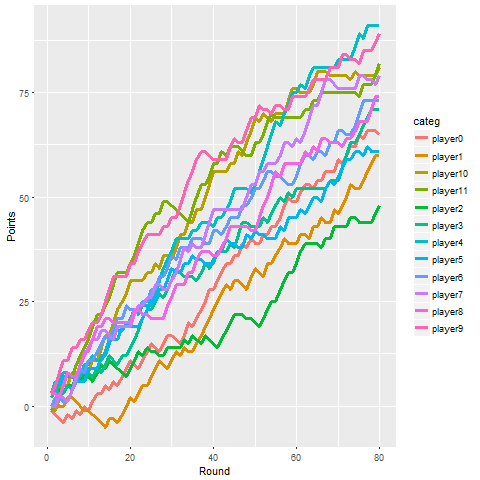 75
50
25
0
0
20
40
60
80
Round
Points
categ
player0
player1
player10
player11
player2
player3
player4
player5
player6
player7
player8
player9